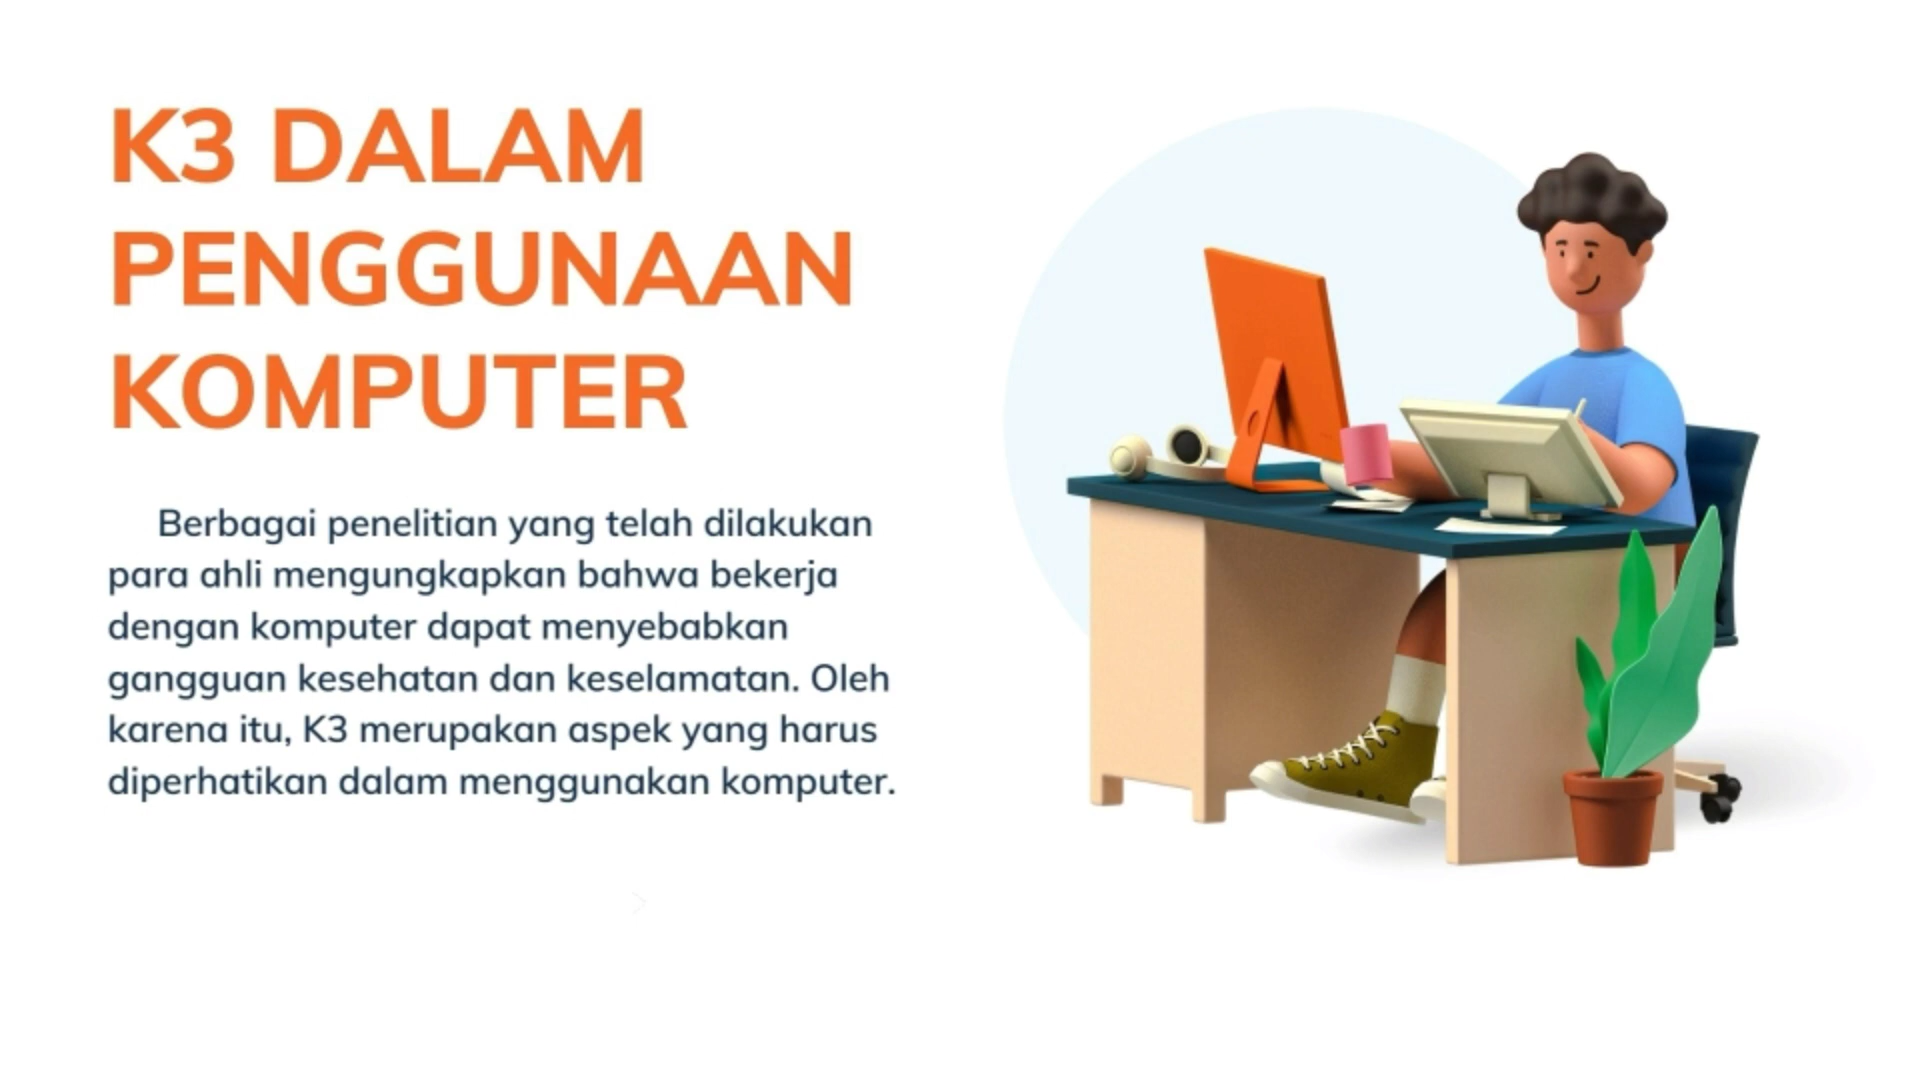 K3 DALAM
PENGGUNAAN
KOMPUTER
Berbagai penelitian yang telah dilakukan
para ahli mengungkapkan bahwa bekerja
dengan komputer dapat menyebabkan
gangguan kesehatan dan keselamatan. Oleh
karena itu, K3 merupakan aspek yang harus
diperhatikan dalam menggunakan komputer.